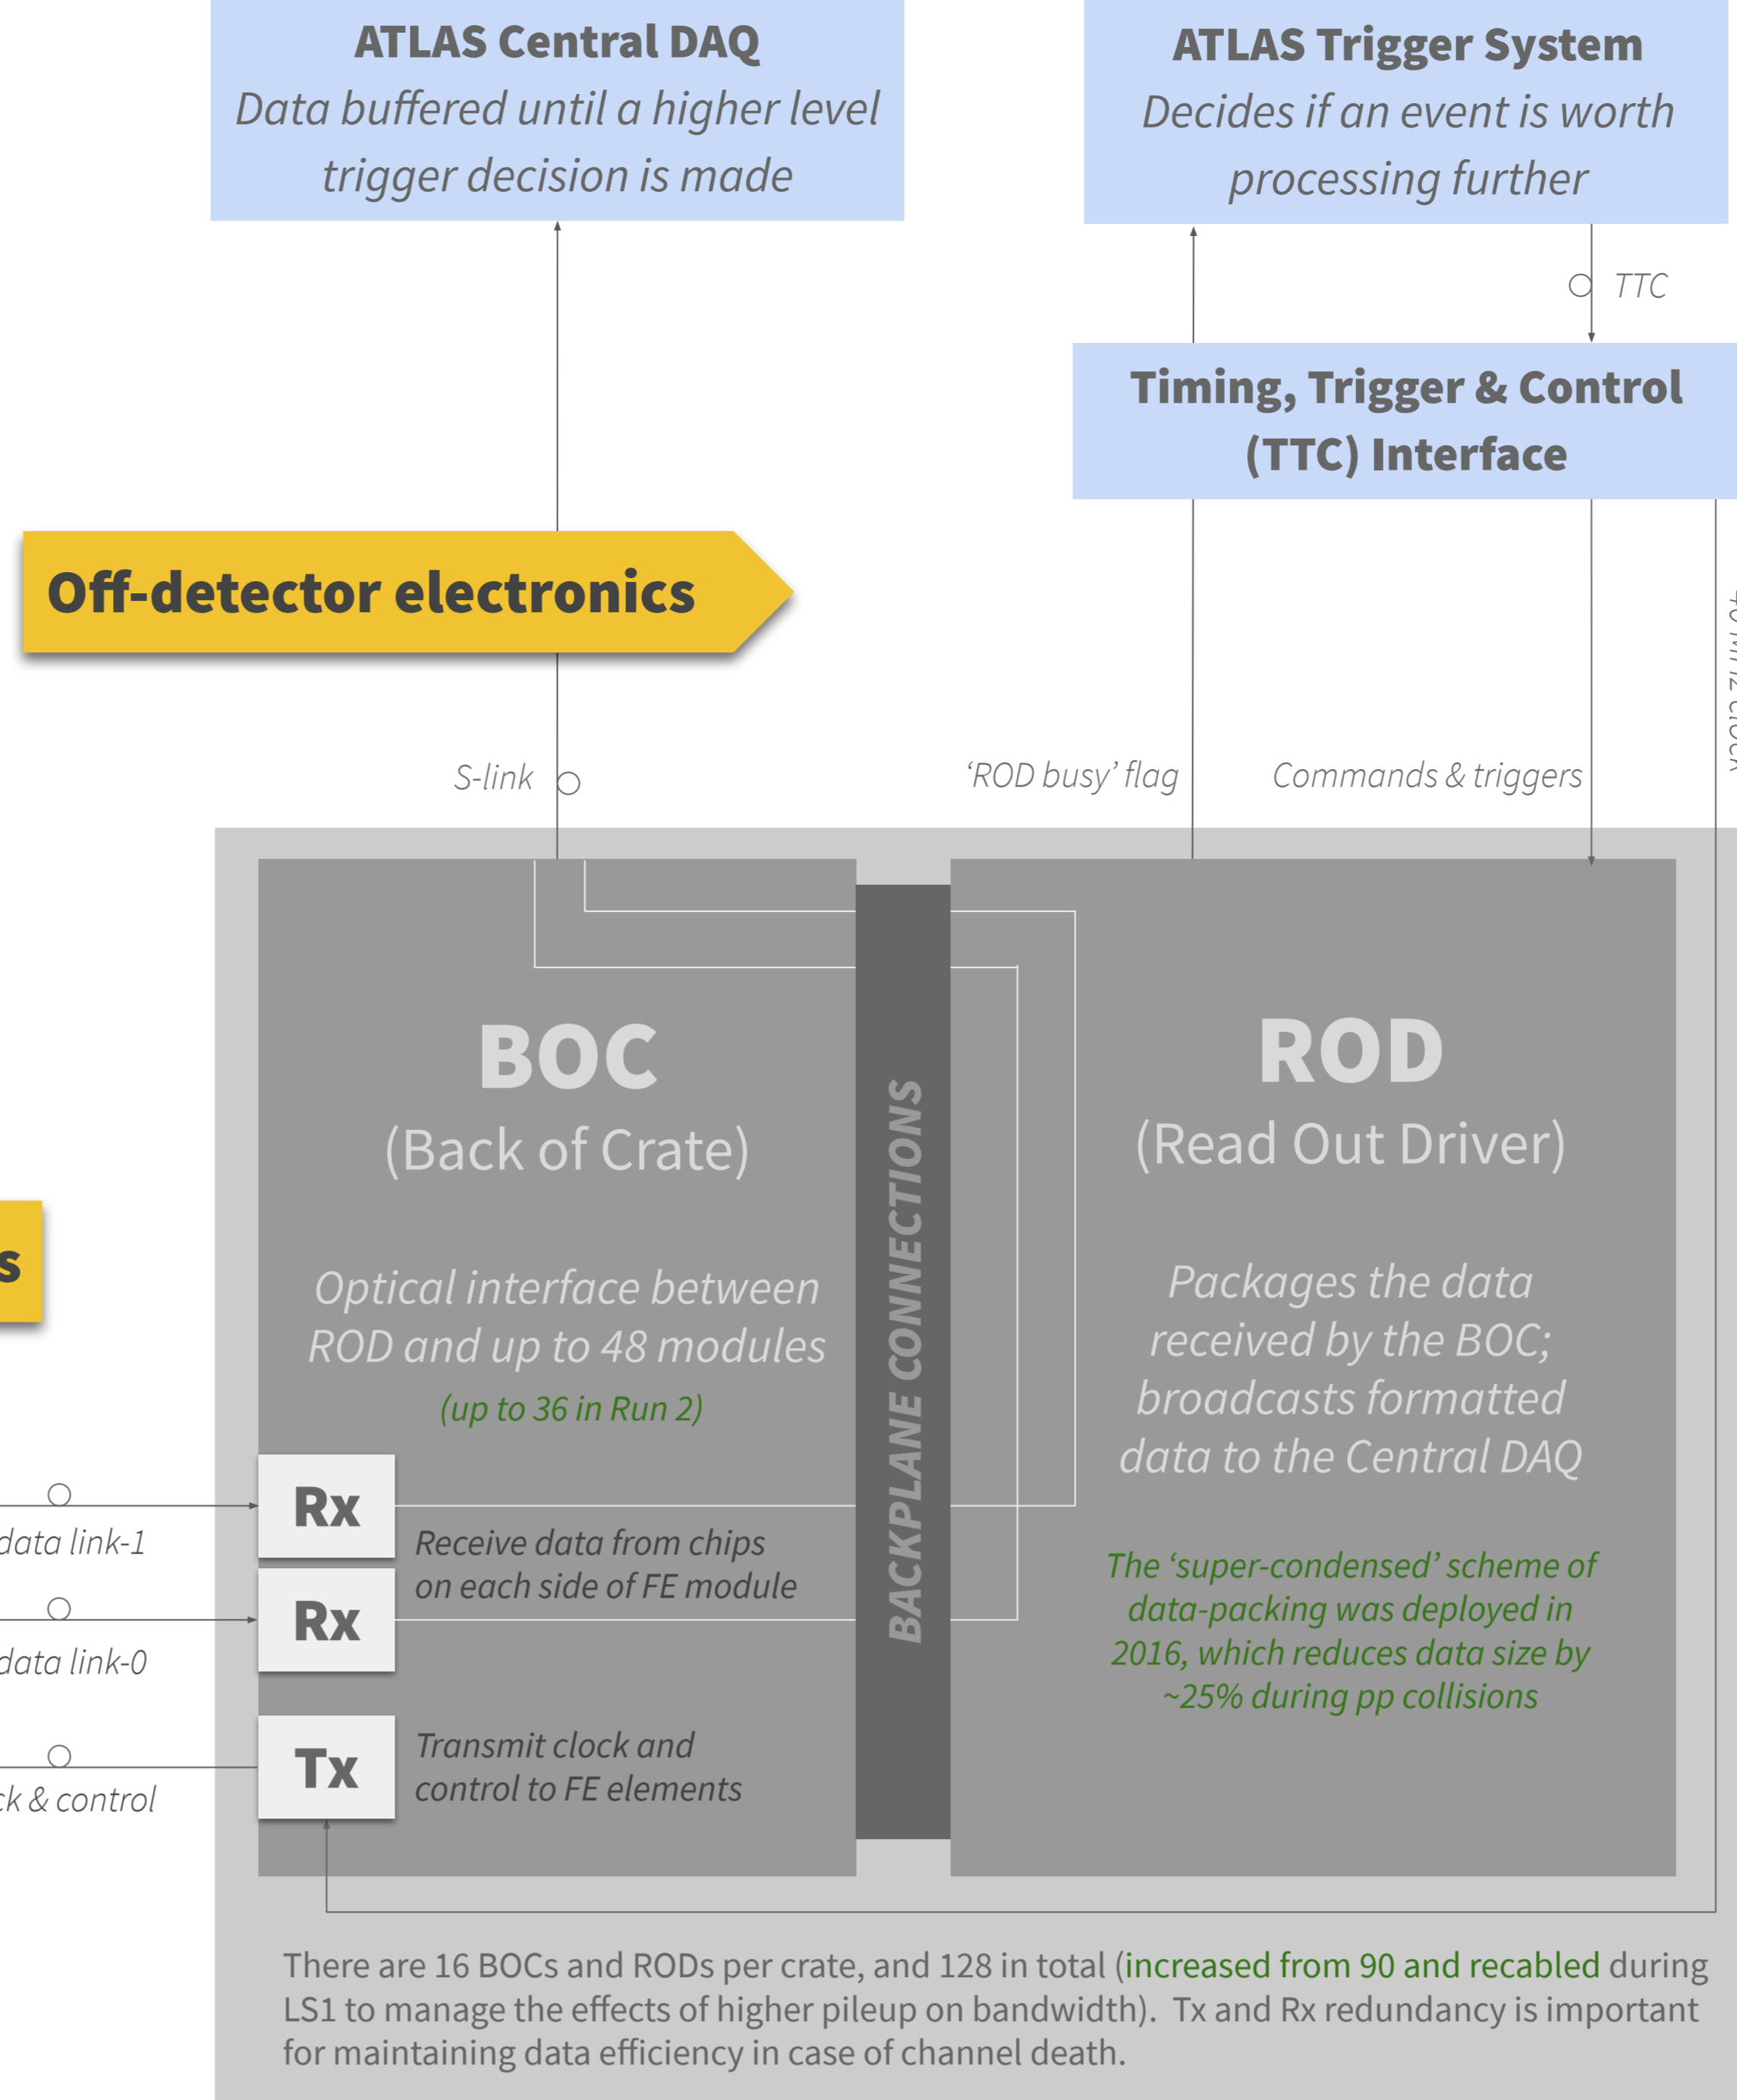 ATLAS Central DAQ
Data buffered until a higher level
trigger decision is made
ATLAS Trigger System
Decides if an event is worth
processing further
TTC
Timing, Trigger & Control
(TTC) Interface
Off-detector electronics
MHz clock
S-link
‘ROD busy’ flag
Commands & triggers
BOC
(Back of Crate)
Optical interface between
ROD and up to 48 modules
(up to 36 in Run 2)
BACKPLANE CONNECTIONS
ROD
(Read Out Driver)
Packages the data
received by the BOC;
broadcasts formatted
data to the Central DAQ
The ‘super-condensed’ scheme of
data-packing was deployed in
2016, which reduces data size by
~25% during pp collisions
s
Rx
data link-1
Receive data from chips
on each side of FE module
Rx
data link-0
Tx
Transmit clock and
control to FE elements
ck & control
There are 16 BOCs and RODs per crate, and 128 in total (increased from 90 and recabled during
LS1 to manage the effects of higher pileup on bandwidth). Tx and Rx redundancy is important
for maintaining data efficiency in case of channel death.